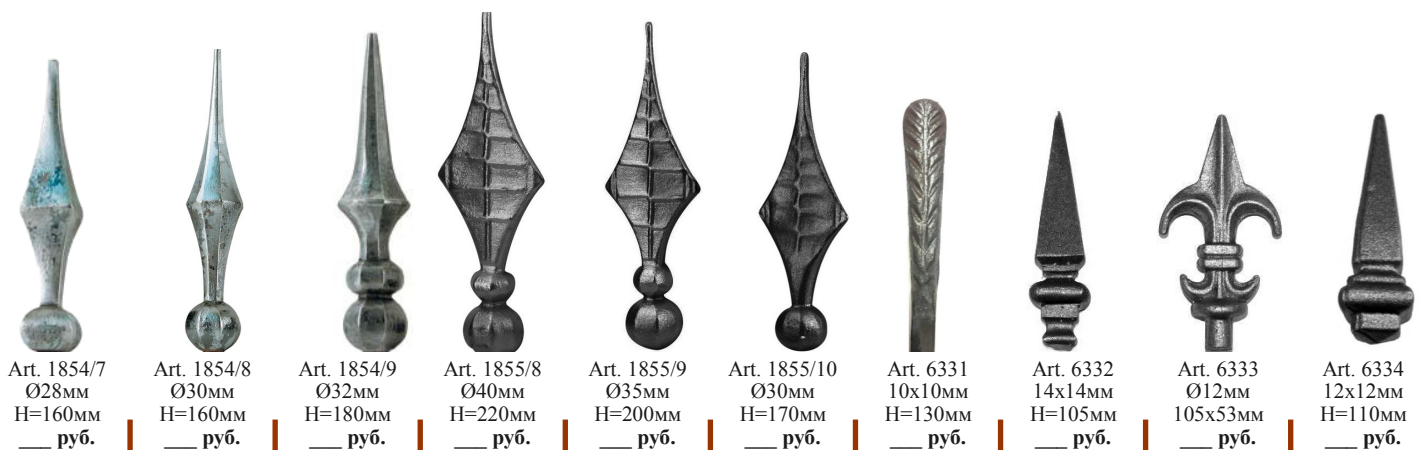 Art. 1854/7
Ø28мм
H=160мм
___ руб.
Art. 1854/8
Ø30мм
H=160мм
___ руб.
Art. 1854/9
Ø32мм
H=180мм
___ руб.
Art. 1855/8
Ø40мм
H=220мм
___ руб.
Art. 1855/9
Ø35мм
H=200мм
___ руб.
Art. 1855/10
Ø30мм
H=170мм
___ руб.
Art. 6331
10x10мм
H=130мм
___ руб.
Art. 6332
14x14мм
H=105мм
___ руб.
Art. 6333
Ø12мм
105x53мм
___ руб.
Art. 6334
12x12мм
H=110мм
___ руб.